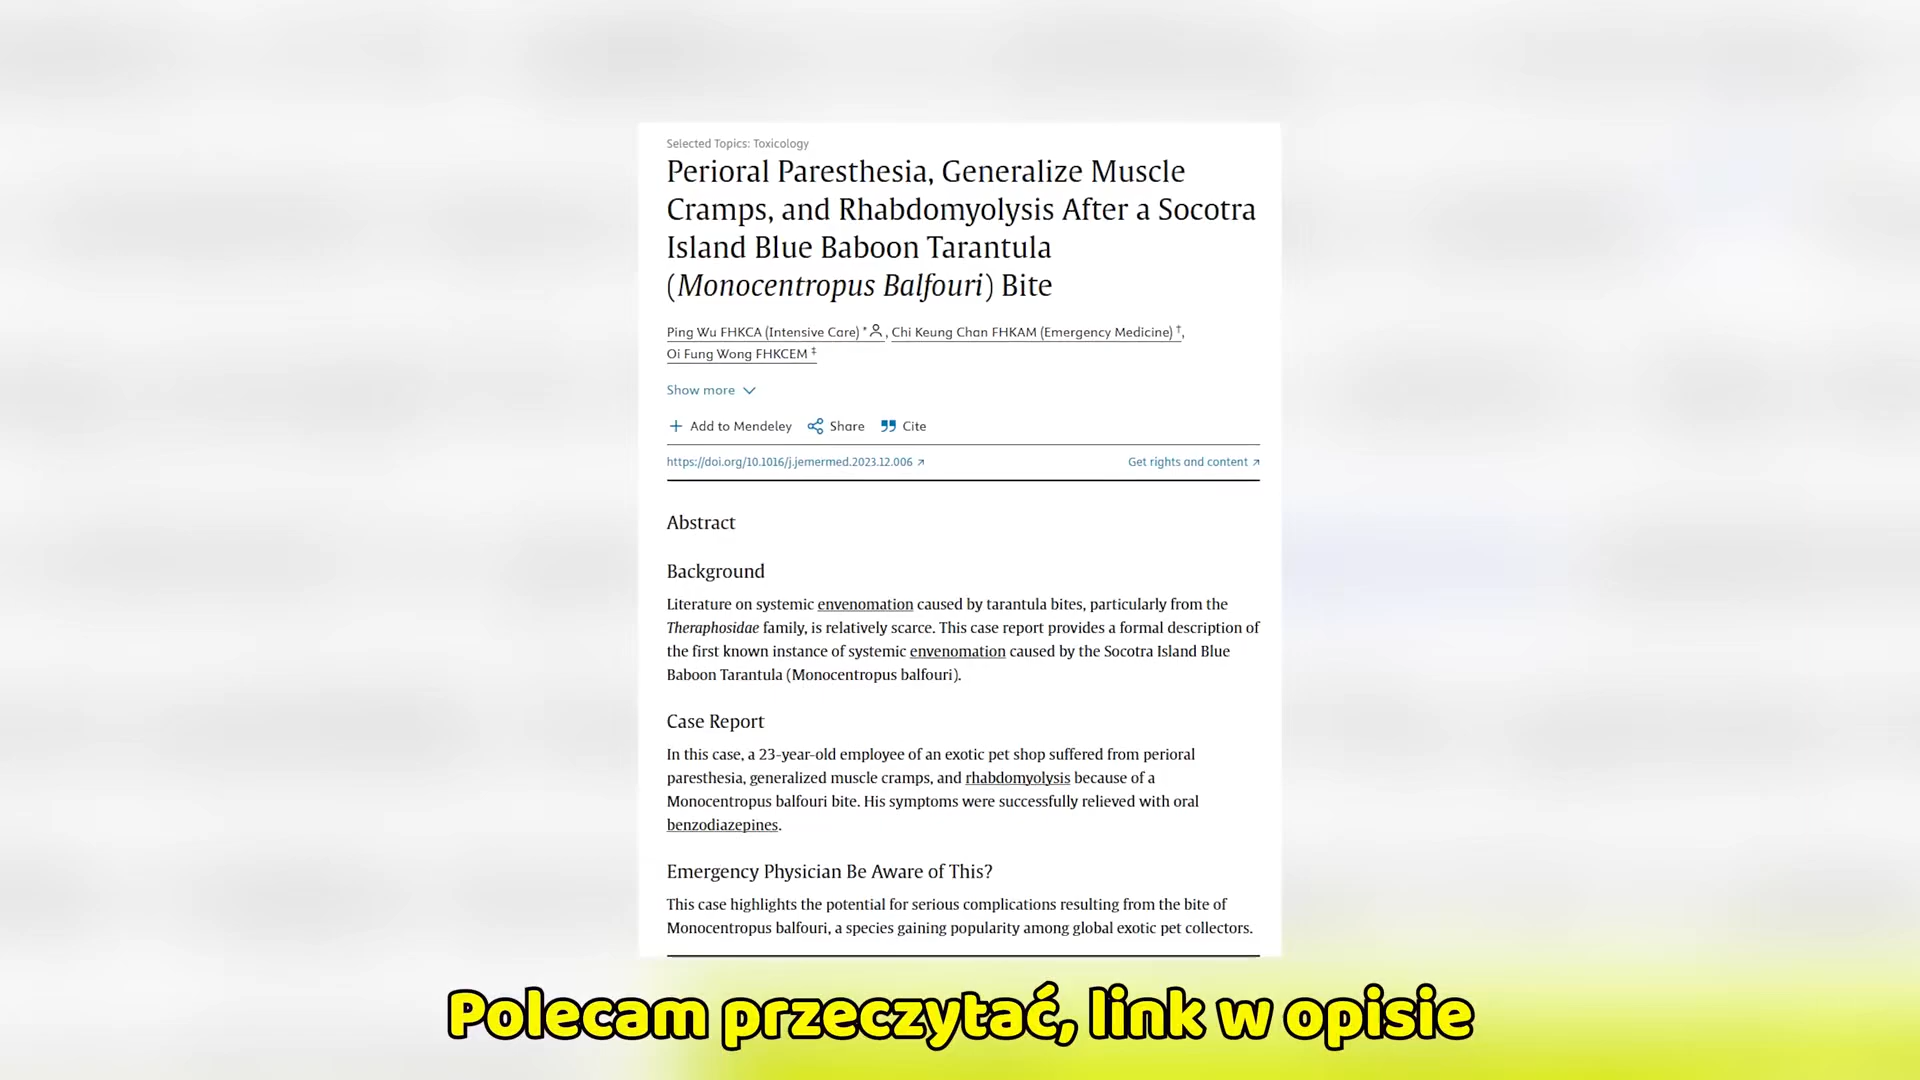 Selected Topics: Toxicology
Perioral Paresthesia, Generalize Muscle
Cramps, and Rhabdomyolysis After a Socotra
Island Blue Baboon Tarantula
(Monocentropus Balfouri) Bite
Ping Wu FHKCA (Intensive Care) *, Chi Keung Chan FHKAM (Emergency Medicine) †,
Oi Fung Wong FHKCEM ‡
Show more
Add to Mendeley Share Cite
https://doi.org/10.1016/j.jemermed.2023.12.006 ↗ Get rights and content ↗
Abstract
Background
Literature on systemic envenomation caused by tarantula bites, particularly from the
Theraphosidae family, is relatively scarce. This case report provides a formal description of
the first known instance of systemic envenomation caused by the Socotra Island Blue
Baboon Tarantula (Monocentropus balfouri).
Case Report
In this case, a 23-year-old employee of an exotic pet shop suffered from perioral
paresthesia, generalized muscle cramps, and rhabdomyolysis because of a
Monocentropus balfouri bite. His symptoms were successfully relieved with oral
benzodiazepines.
Emergency Physician Be Aware of This?
This case highlights the potential for serious complications resulting from the bite of
Monocentropus balfouri, a species gaining popularity among global exotic pet collectors.
Polecam przeczytać, link w opisie